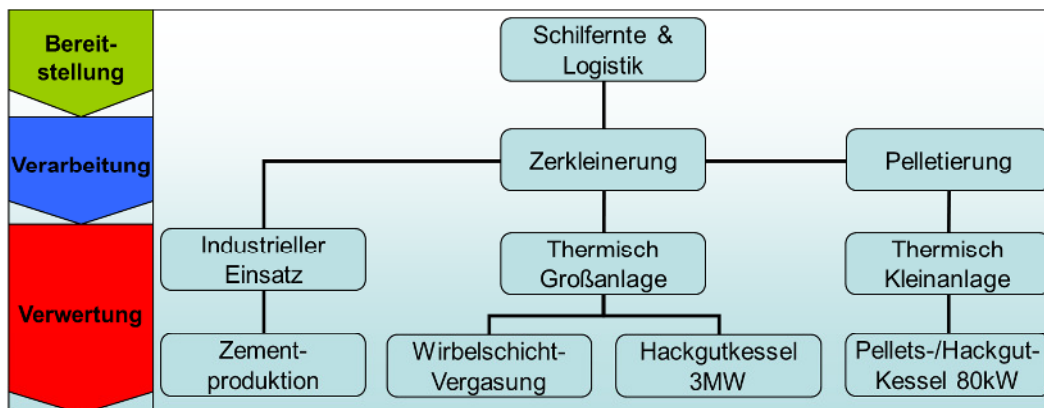 Bereit-
stellung
Schilfernte &
Logistik
Verarbeitung
Zerkleinerung
Pelletierung
Verwertung
Industrieller
Einsatz
Thermisch
Großanlage
Thermisch
Kleinanlage
Zement-
produktion
Wirbelschicht-
Vergasung
Hackgutkessel
3MW
Pellets-/Hackgut-
Kessel 80kW